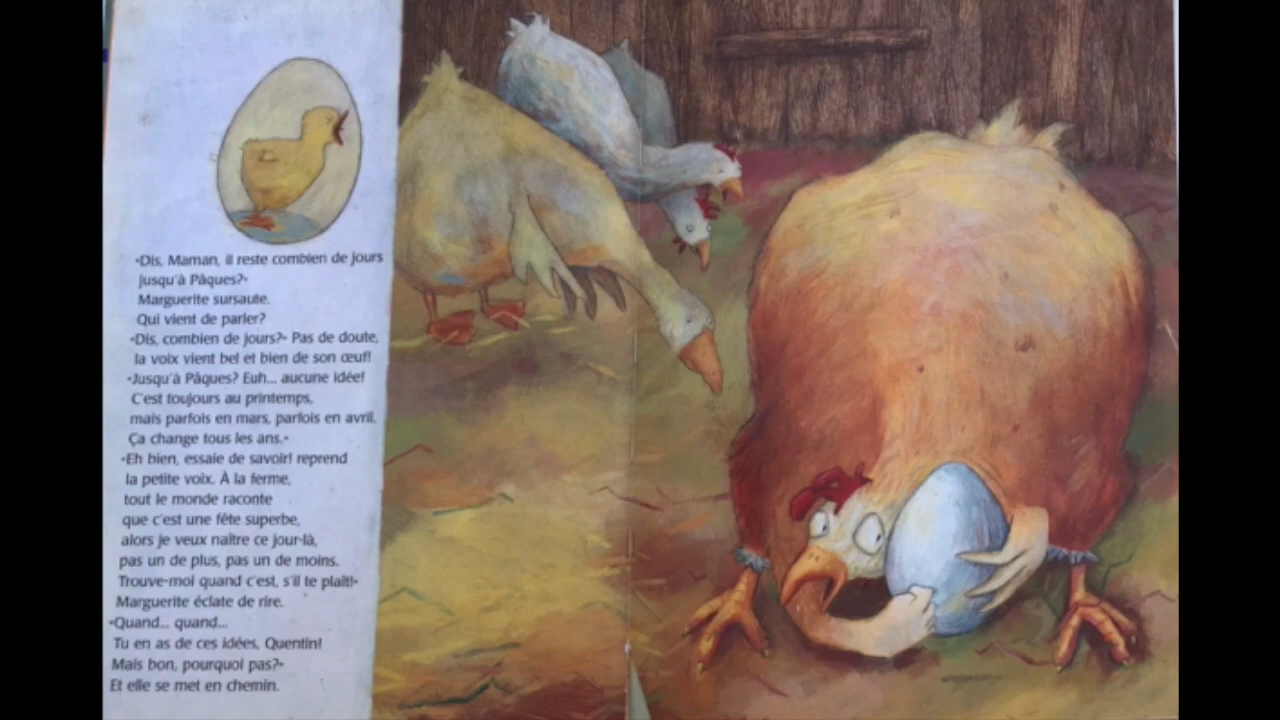 «Dis, Maman, il reste combien de jours
jusqu'à Pâques?»
Marguerite sursaute.
Qui vient de parler?
«Dis, combien de jours?» Pas de doute,
la voix vient bel et bien de son œuf!
«Jusqu'à Pâques? Euh... aucune idée!
C'est toujours au printemps,
mais parfois en mars, parfois en avril.
Ça change tous les ans.»
«Eh bien, essaie de savoir! reprend
la petite voix. À la ferme,
tout le monde raconte
que c'est une fête superbe,
alors je veux naître ce jour-là,
pas un de plus, pas un de moins.
Trouve-moi quand c'est, s'il te plaît!»
Marguerite éclate de rire.
«Quand... quand...
Tu en as de ces idées, Quentin!
Mais bon, pourquoi pas?»
Et elle se met en chemin.